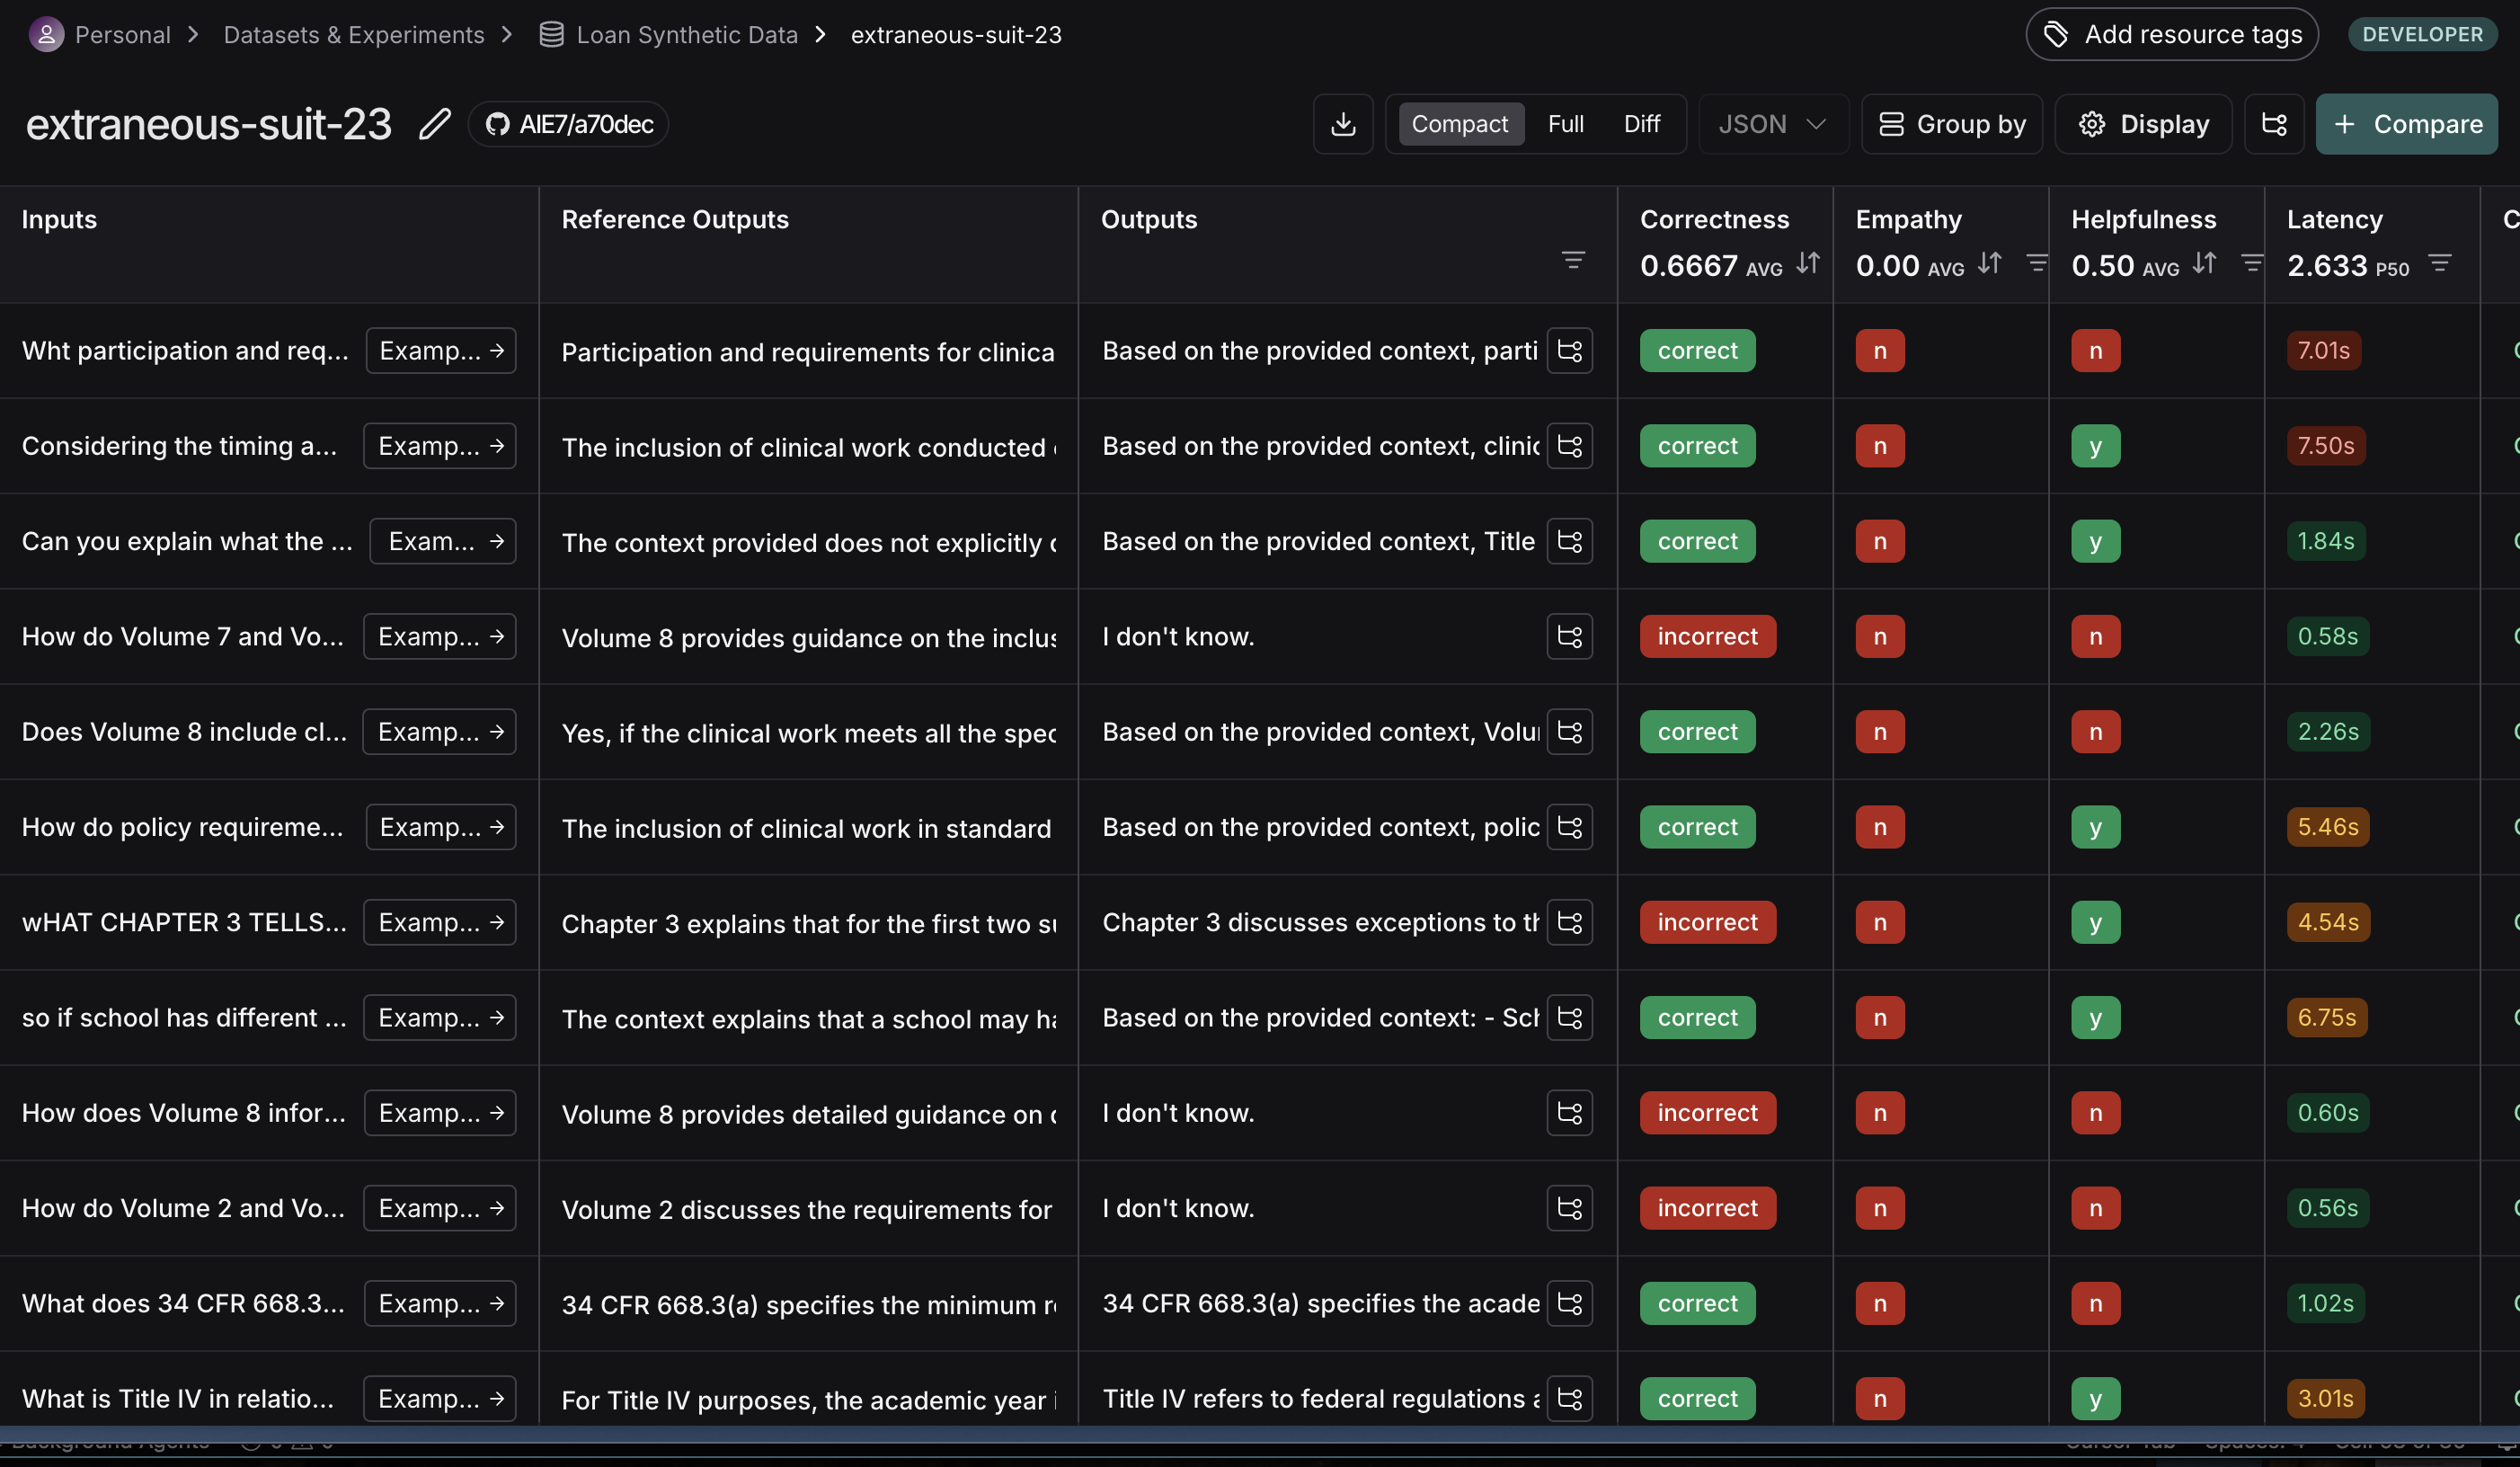 Personal > Datasets & Experiments > Loan Synthetic Data > extraneous-suit-23 Add resource tags DEVELOPER
extraneous-suit-23 AIE7/a70dec Compact Full Diff JSON Group by Display + Compare
Inputs Reference Outputs Outputs Correctness Empathy Helpfulness Latency C
0.6667 AVG 0.00 AVG 0.50 AVG 2.633 P50
Wht participation and req... Examp... → Participation and requirements for clinica Based on the provided context, parti correct n n 7.01s
Considering the timing a... Examp... → The inclusion of clinical work conducted Based on the provided context, clinic correct n y 7.50s
Can you explain what the ... Exam... → The context provided does not explicitly Based on the provided context, Title correct n y 1.84s
How do Volume 7 and Vo... Examp... → Volume 8 provides guidance on the inclus I don't know. incorrect n n 0.58s
Does Volume 8 include cl... Examp... → Yes, if the clinical work meets all the spec Based on the provided context, Volu correct n n 2.26s
How do policy requireme... Examp... → The inclusion of clinical work in standard Based on the provided context, polic correct n y 5.46s
wHAT CHAPTER 3 TELLS... Examp... → Chapter 3 explains that for the first two su Chapter 3 discusses exceptions to th incorrect n y 4.54s
so if school has different ... Examp... → The context explains that a school may ha Based on the provided context: - Sch correct n y 6.75s
How does Volume 8 infor... Examp... → Volume 8 provides detailed guidance on I don't know. incorrect n n 0.60s
How do Volume 2 and Vo... Examp... → Volume 2 discusses the requirements for I don't know. incorrect n n 0.56s
What does 34 CFR 668.3... Examp... → 34 CFR 668.3(a) specifies the minimum re 34 CFR 668.3(a) specifies the acade correct n n 1.02s
What is Title IV in relatio... Examp... → For Title IV purposes, the academic year Title IV refers to federal regulations correct n y 3.01s